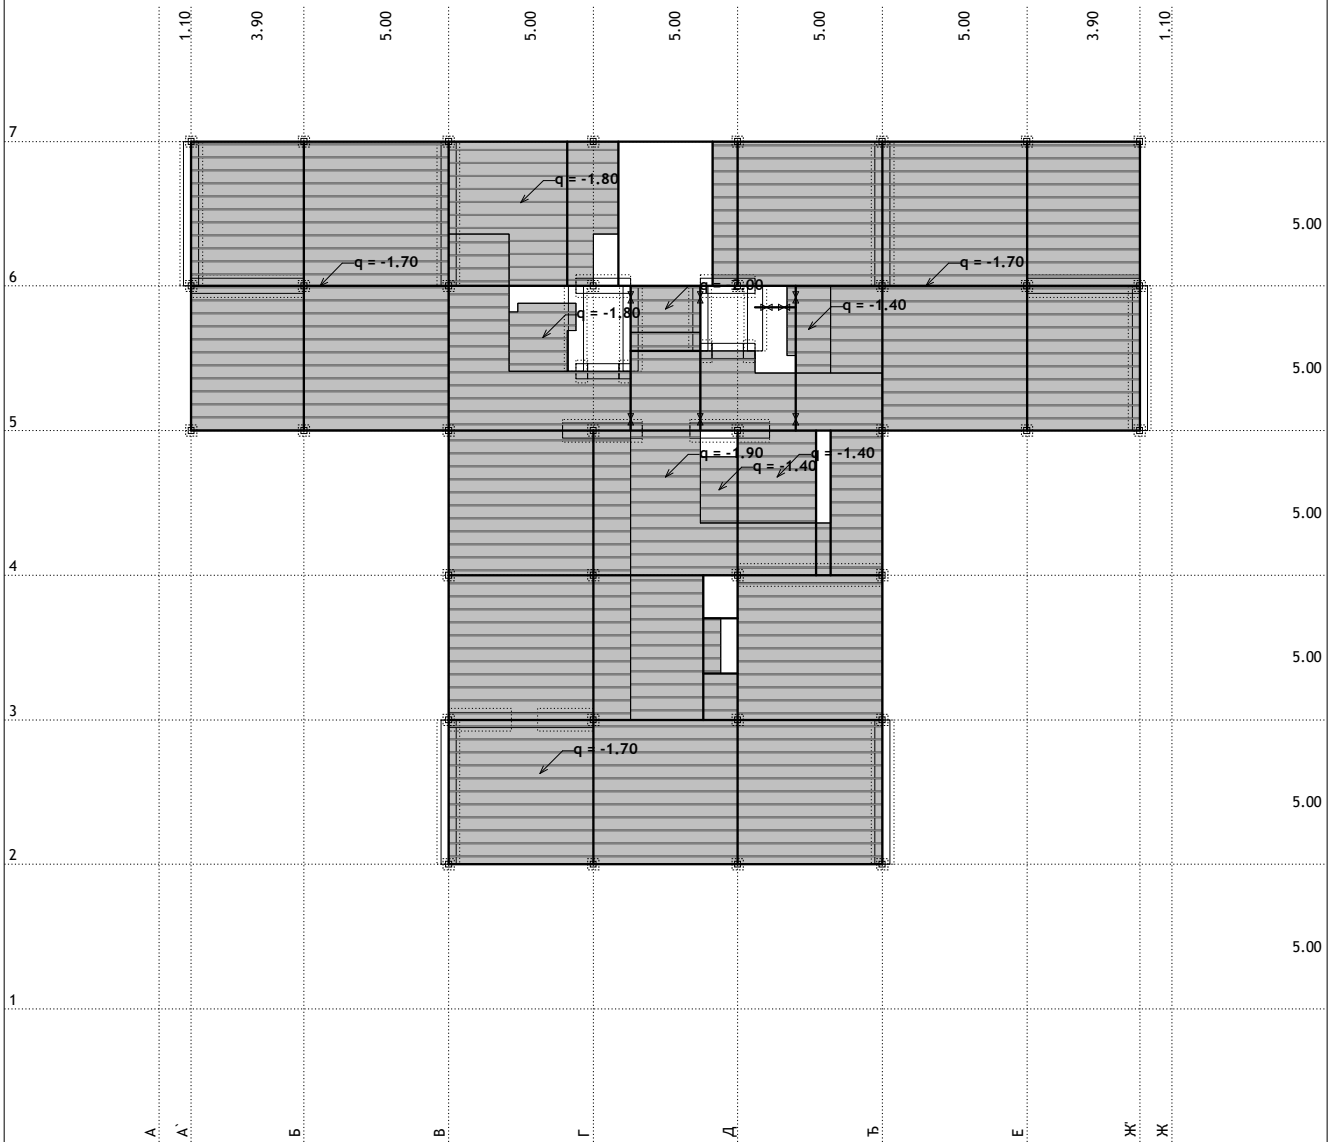 1.10
3.90
5.00
5.00
5.00
5.00
5.00
3.90
1.10
7
q = -1.80
5.00
6
q = -1.70
q = -1.70
q = -2.00
q = -1.40
q = -1.80
5.00
5
q = -1.90
q = -1.40
q = -1.40
5.00
4
5.00
3
q = -1.70
5.00
2
5.00
1
А
А`
Б
В
Г
Д
Ђ
Е
Ж'
Ж